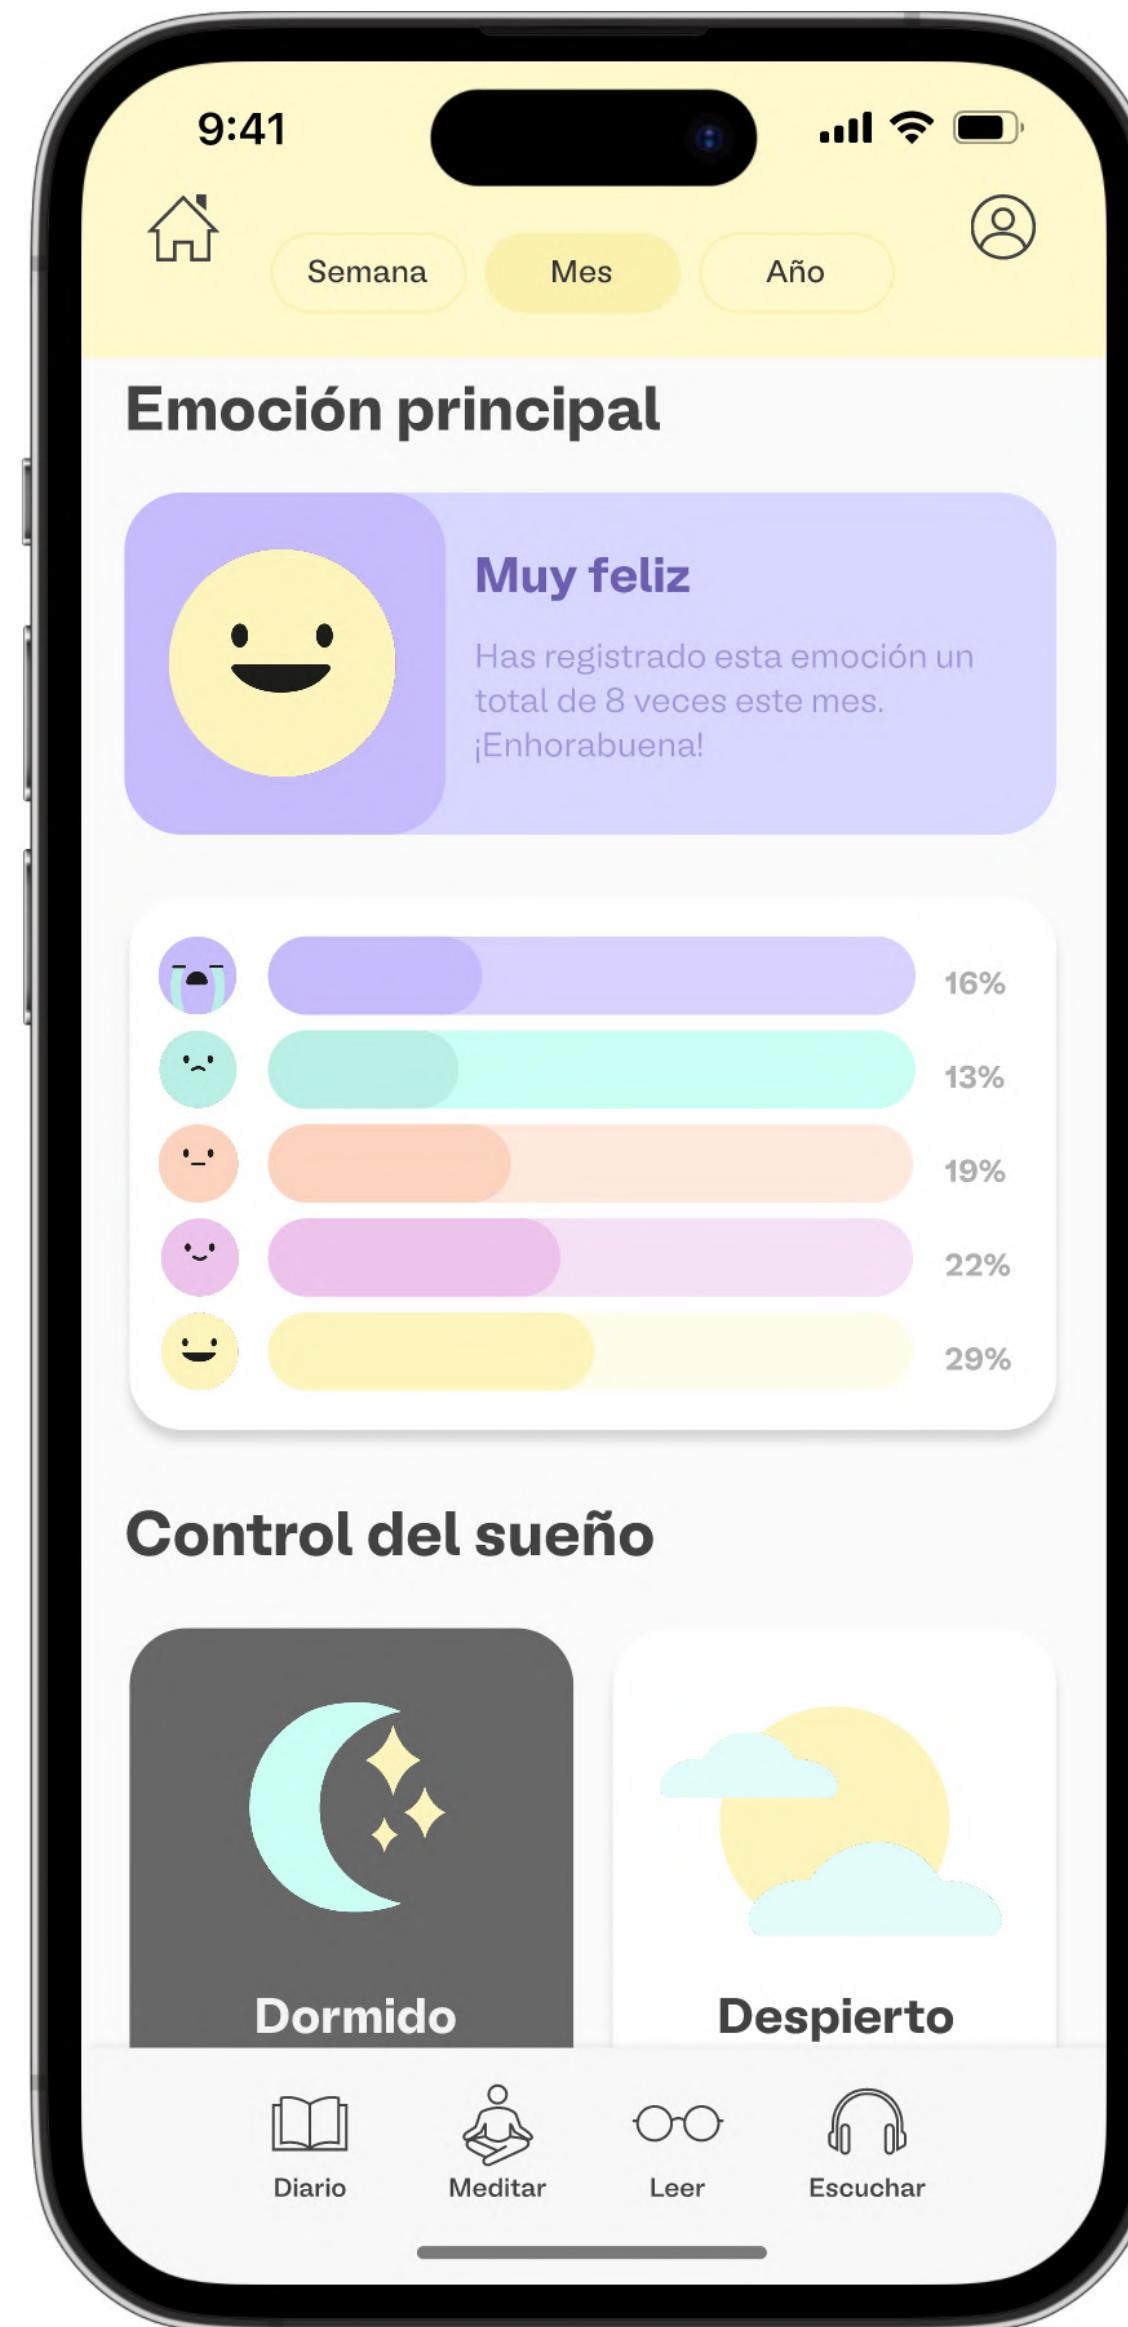 9:41
Semana
Mes
Año
Emoción principal
Muy feliz
Has registrado esta emoción un
total de 8 veces este mes.
¡Enhorabuena!
16%
13%
19%
22%
29%
Control del sueño
Dormido
Despierto
Diario
Meditar
Leer
Escuchar